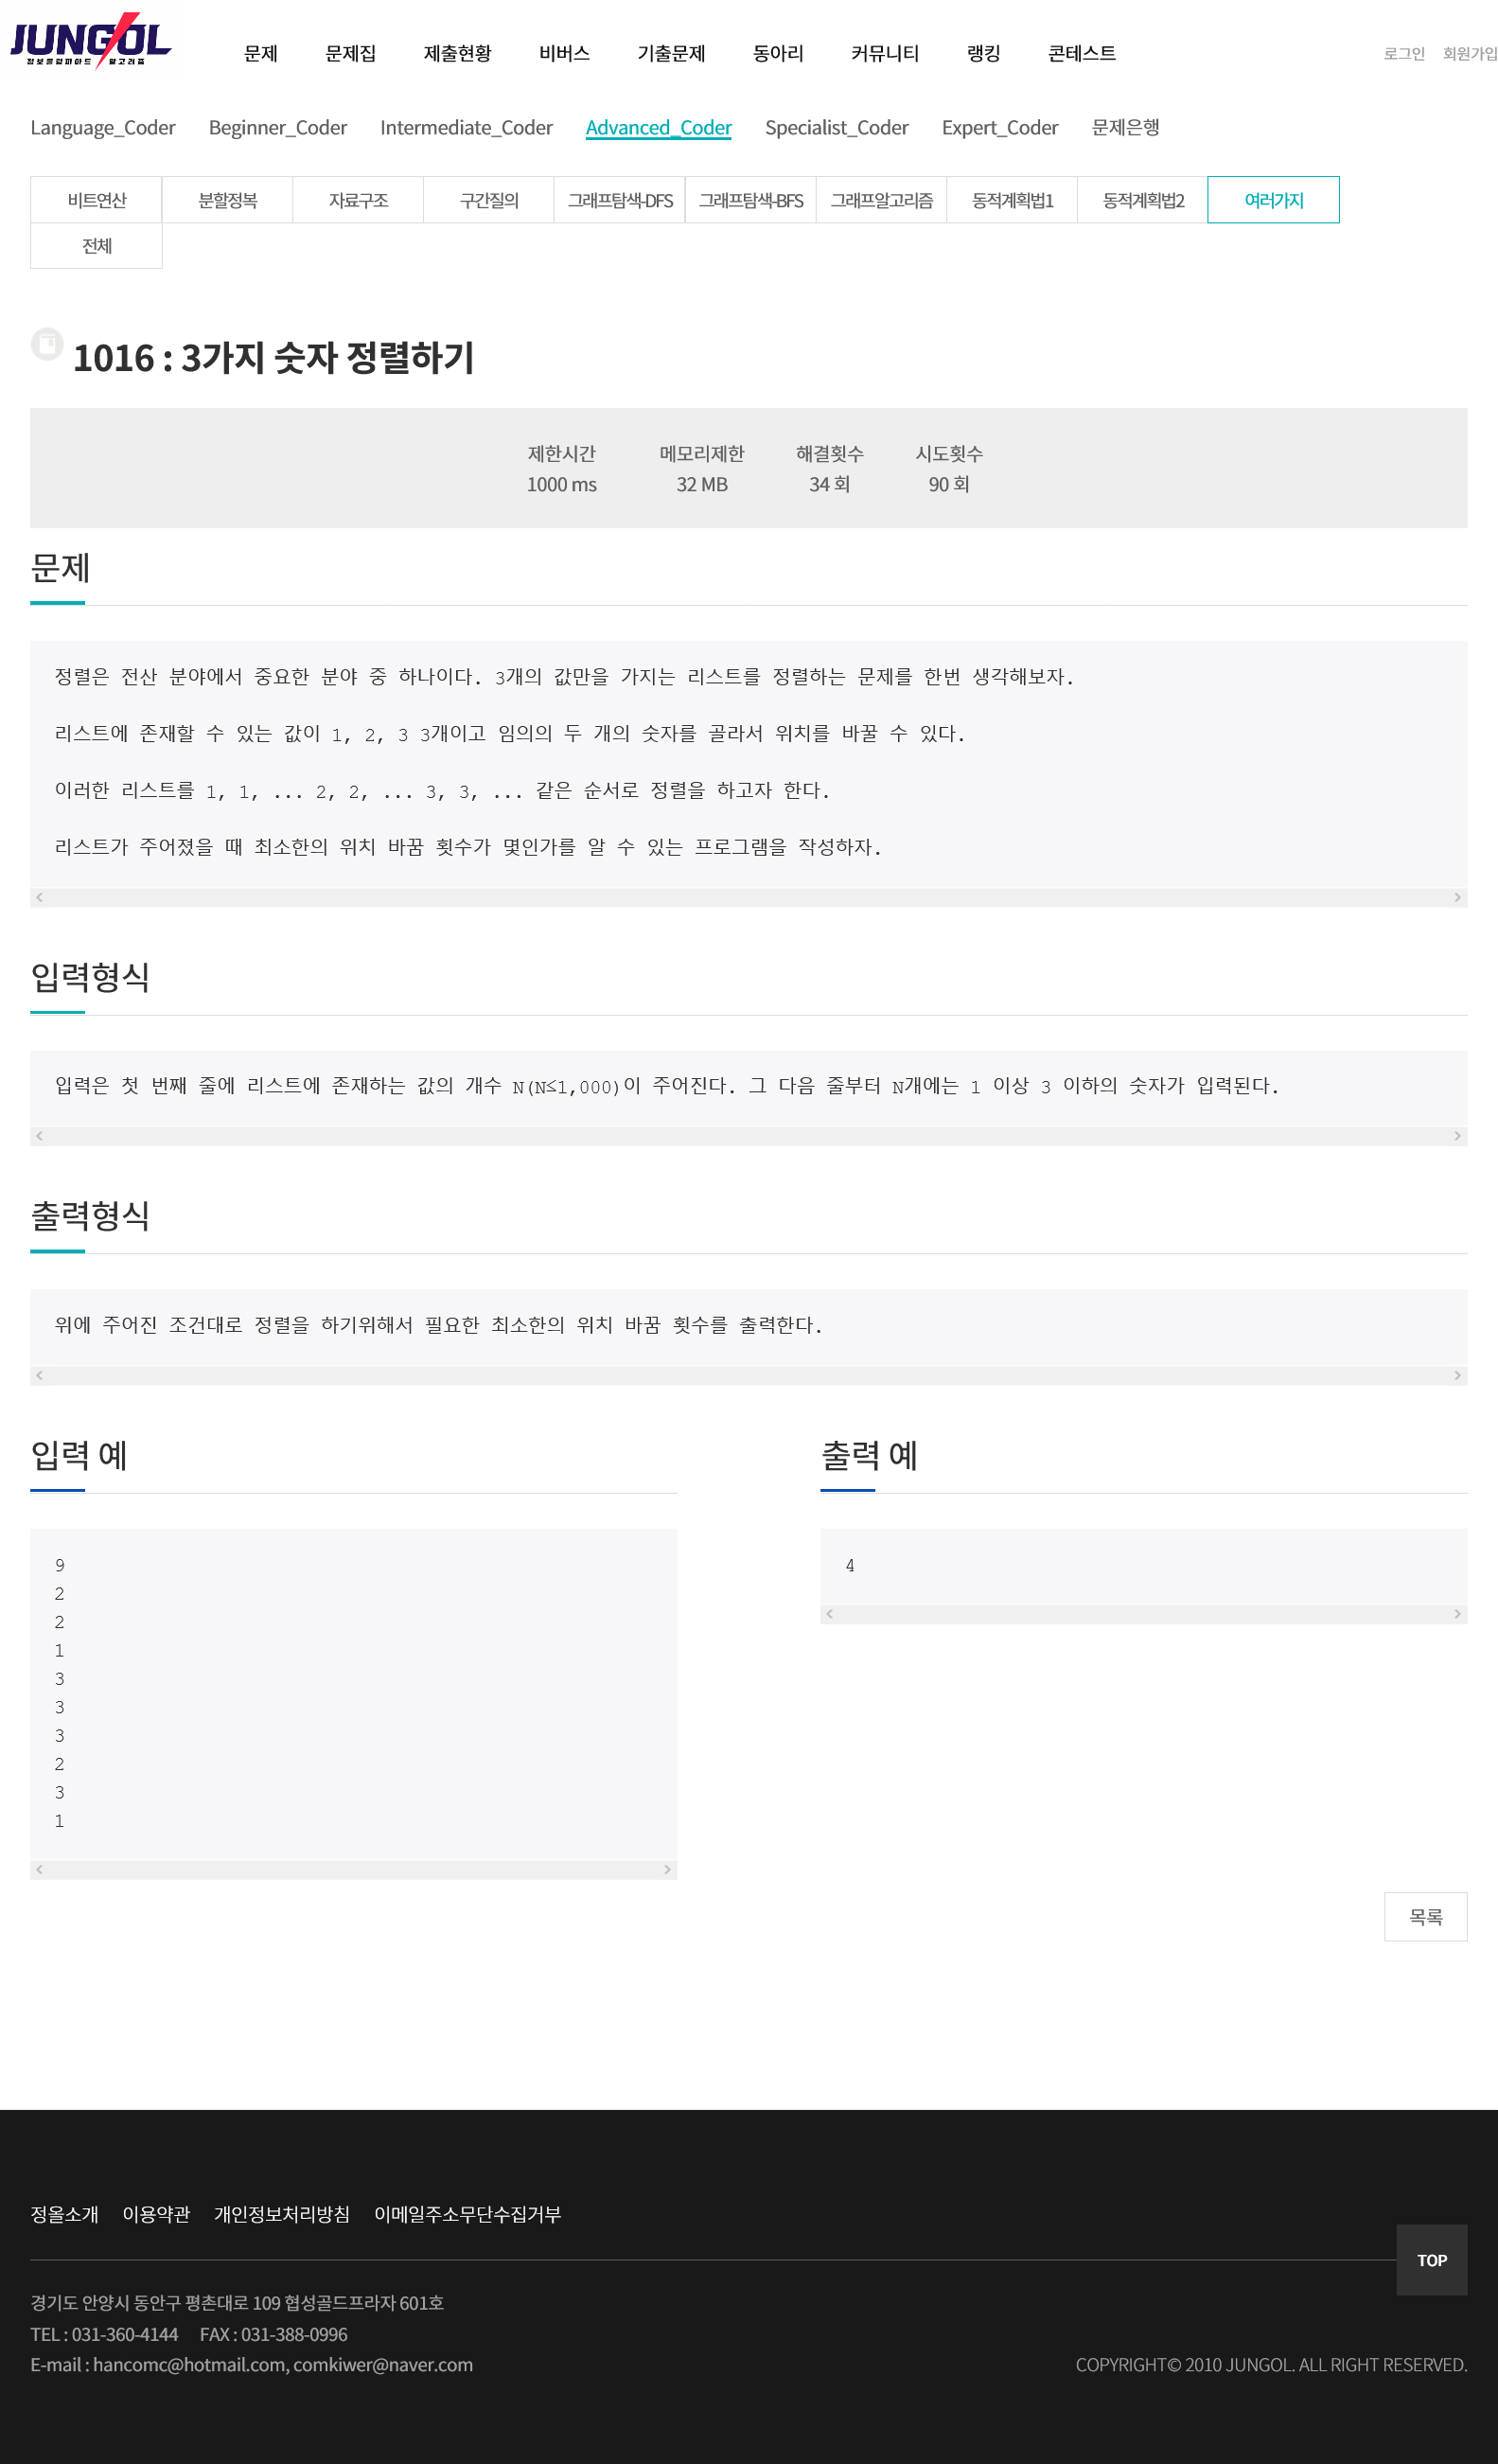 JUNGOL
정보올림피아드 알고리즘
문제 문제집 제출현황 비버스 기출문제 동아리 커뮤니티 랭킹 콘테스트 로그인 회원가입
Language_Coder Beginner_Coder Intermediate_Coder Advanced_Coder Specialist_Coder Expert_Coder 문제은행
비트연산 분할정복 자료구조 구간질의 그래프탐색-DFS 그래프탐색-BFS 그래프알고리즘 동적계획법1 동적계획법2 여러가지
전체
1016 : 3가지 숫자 정렬하기
제한시간 메모리제한 해결횟수 시도횟수
1000 ms 32 MB 34 회 90 회
문제
정렬은 전산 분야에서 중요한 분야 중 하나이다. 3개의 값만을 가지는 리스트를 정렬하는 문제를 한번 생각해보자.
리스트에 존재할 수 있는 값이 1, 2, 3 3개이고 임의의 두 개의 숫자를 골라서 위치를 바꿀 수 있다.
이러한 리스트를 1, 1, ... 2, 2, ... 3, 3, ... 같은 순서로 정렬을 하고자 한다.
리스트가 주어졌을 때 최소한의 위치 바꿈 횟수가 몇인가를 알 수 있는 프로그램을 작성하자.
입력형식
입력은 첫 번째 줄에 리스트에 존재하는 값의 개수 N(N≤1,000)이 주어진다. 그 다음 줄부터 N개에는 1 이상 3 이하의 숫자가 입력된다.
출력형식
위에 주어진 조건대로 정렬을 하기위해서 필요한 최소한의 위치 바꿈 횟수를 출력한다.
입력 예
9
2
2
1
3
3
3
2
3
1
출력 예
4
목록
정올소개 이용약관 개인정보처리방침 이메일주소무단수집거부
TOP
경기도 안양시 동안구 평촌대로 109 협성골드프라자 601호
TEL : 031-360-4144 FAX : 031-388-0996
E-mail : hancomc@hotmail.com, comkiwer@naver.com
COPYRIGHT© 2010 JUNGOL. ALL RIGHT RESERVED.